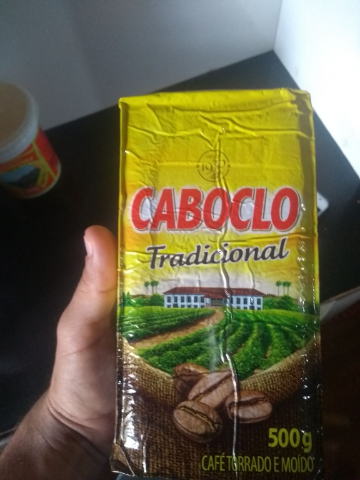 CABOCLO
Tradicional
500g
CAFÉ TORRADO E MOÍDO